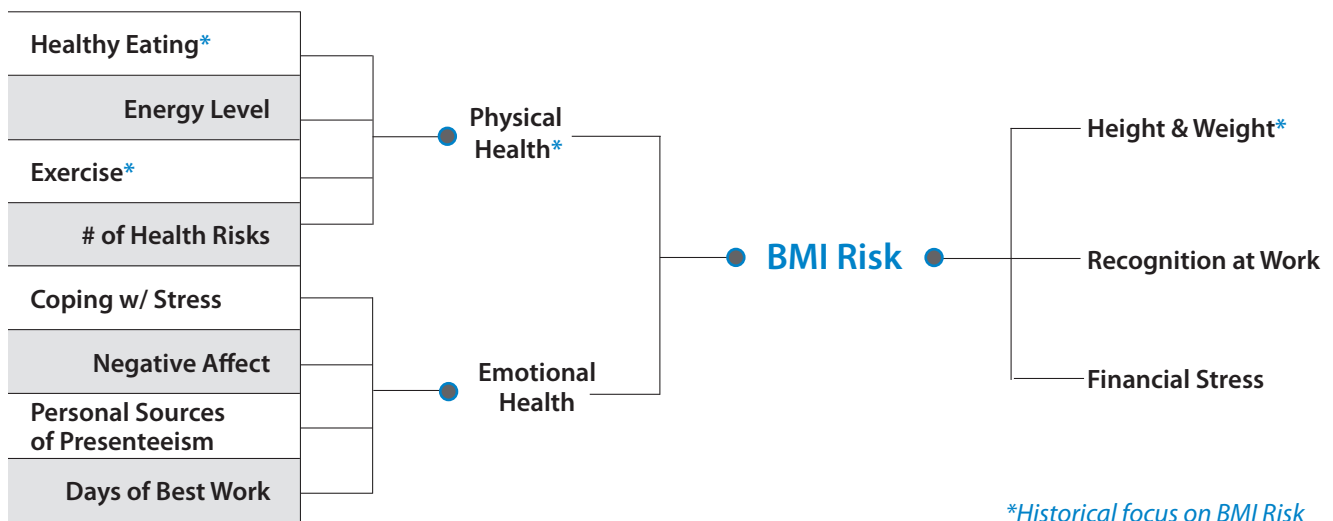 Healthy Eating*
Energy Level
Exercise*
# of Health Risks
Coping w/ Stress
Negative Affect
Personal Sources
of Presenteeism
Days of Best Work
Physical
Health*
Emotional
Health
BMI Risk
Height & Weight*
Recognition at Work
Financial Stress
*Historical focus on BMI Risk